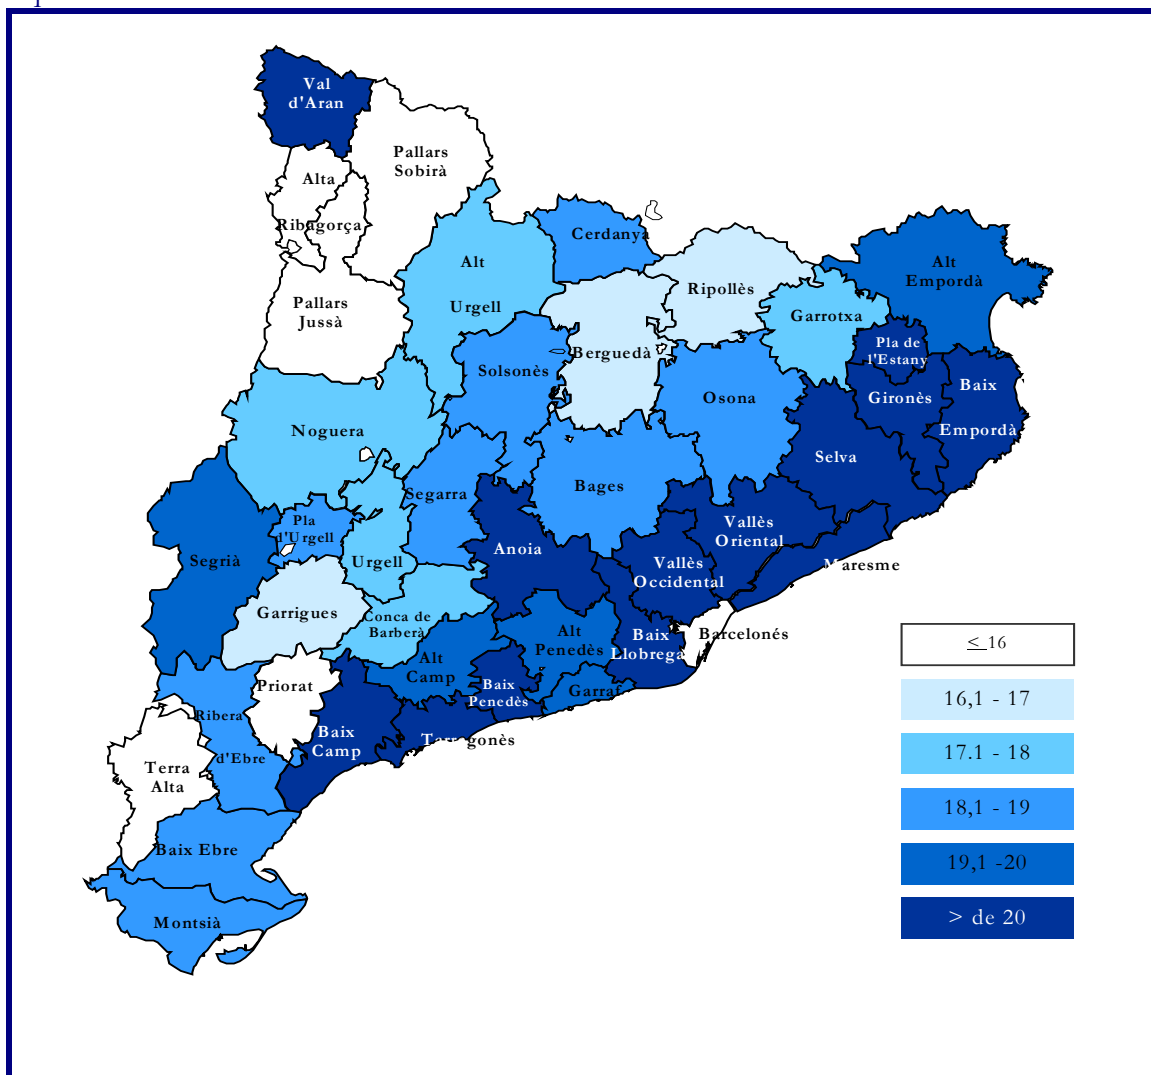 Val
d'Aran
Pallars
Sobirà
Alta
Ribagorça
Cerdanya
Alt
Urgell
Alt
Empordà
Ripollès
Pallars
Jussà
Garrotxa
Pla de
l'Estany
Berguedà
Solsonès
Osona
Gironès
Baix
Empordà
Noguera
Selva
Segarra
Bages
Pla
d'Urgell
Vallès
Oriental
Segrià
Urgell
Anoia
Vallès
Occidental
Maresme
Garrigues
Conca de
Barberà
Alt
Penedès
Baix
Llobrega
Barcelonés
Alt
Camp
Priorat
Baix
Penedès
Garraf
Ribera
d'Ebre
Baix
Camp
Tarragonès
Terra
Alta
Baix Ebre
Montsià
≤ 16
16,1 - 17
17.1 - 18
18,1 - 19
19,1 -20
> de 20